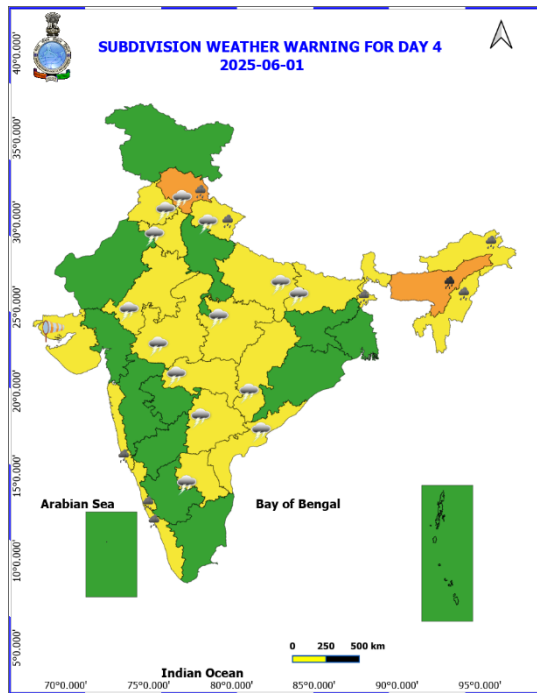 SUBDIVISION WEATHER WARNING FOR DAY 4
2025-06-01
40°0.000'
35°0.000'
30°0.000'
25°0.000'
20°0.000'
15°0.000'
10°0.000'
5°0.000'
Arabian Sea
Bay of Bengal
0 250 500 km
Indian Ocean
70°0.000' 75°0.000' 80°0.000' 85°0.000' 90°0.000' 95°0.000'